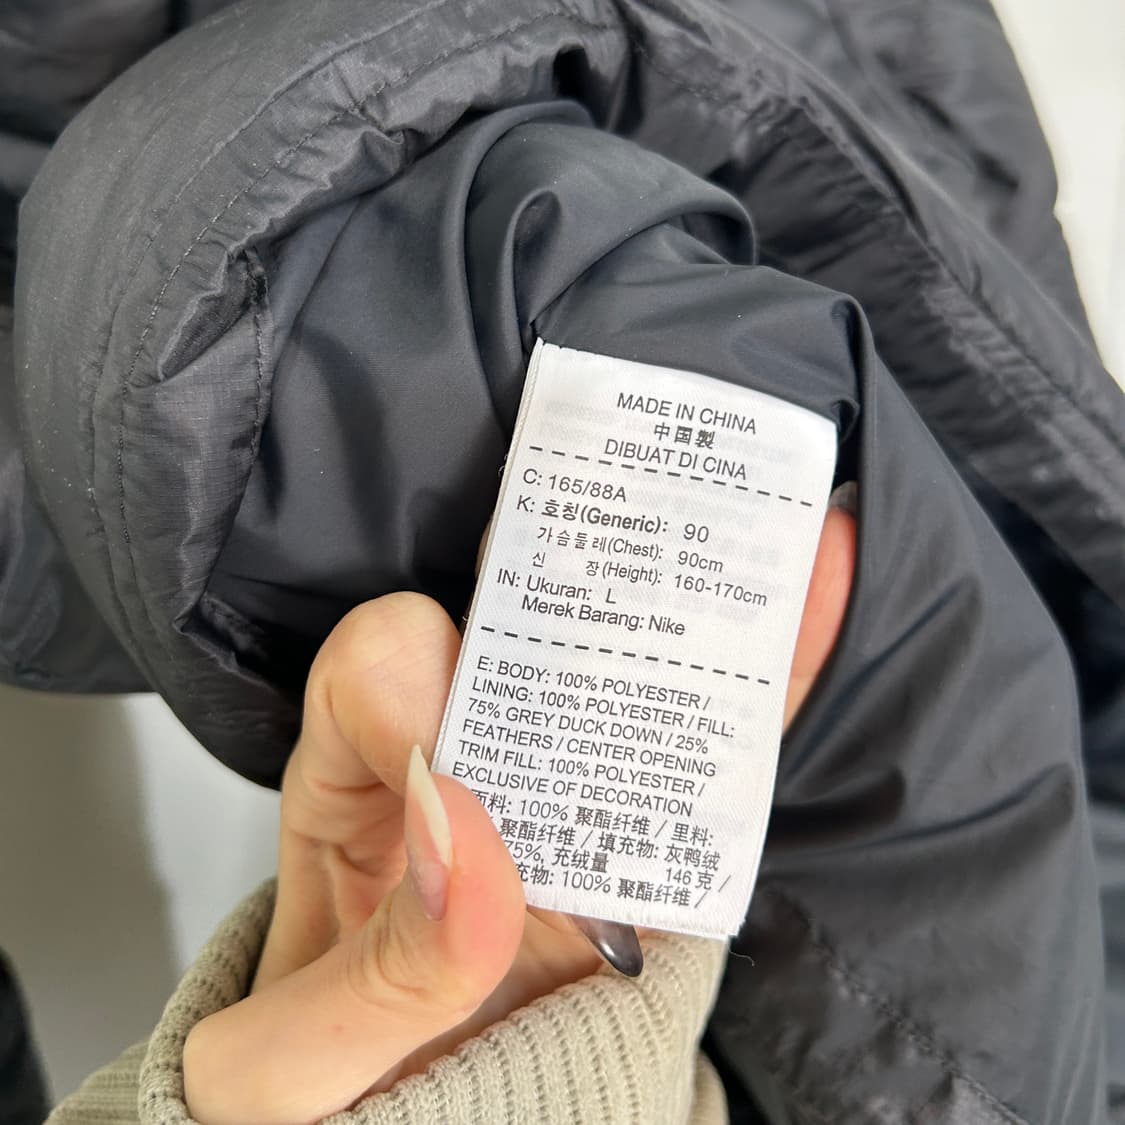 MADE IN CHINA
中国製
DIBUAT DI CINA
C: 165/88A
K: 호칭(Generic): 90
가슴둘레(Chest): 90cm
신 장(Height): 160-170cm
IN: Ukuran: L
Merek Barang: Nike
E: BODY: 100% POLYESTER /
LINING: 100% POLYESTER / FILL:
75% GREY DUCK DOWN / 25%
FEATHERS / CENTER OPENING
TRIM FILL: 100% POLYESTER /
EXCLUSIVE OF DECORATION
面料: 100% 聚酯纤维 / 里料:
聚酯纤维 / 填充物: 灰鸭绒
75%, 充绒量 146 克 /
充物: 100% 聚酯纤维 /